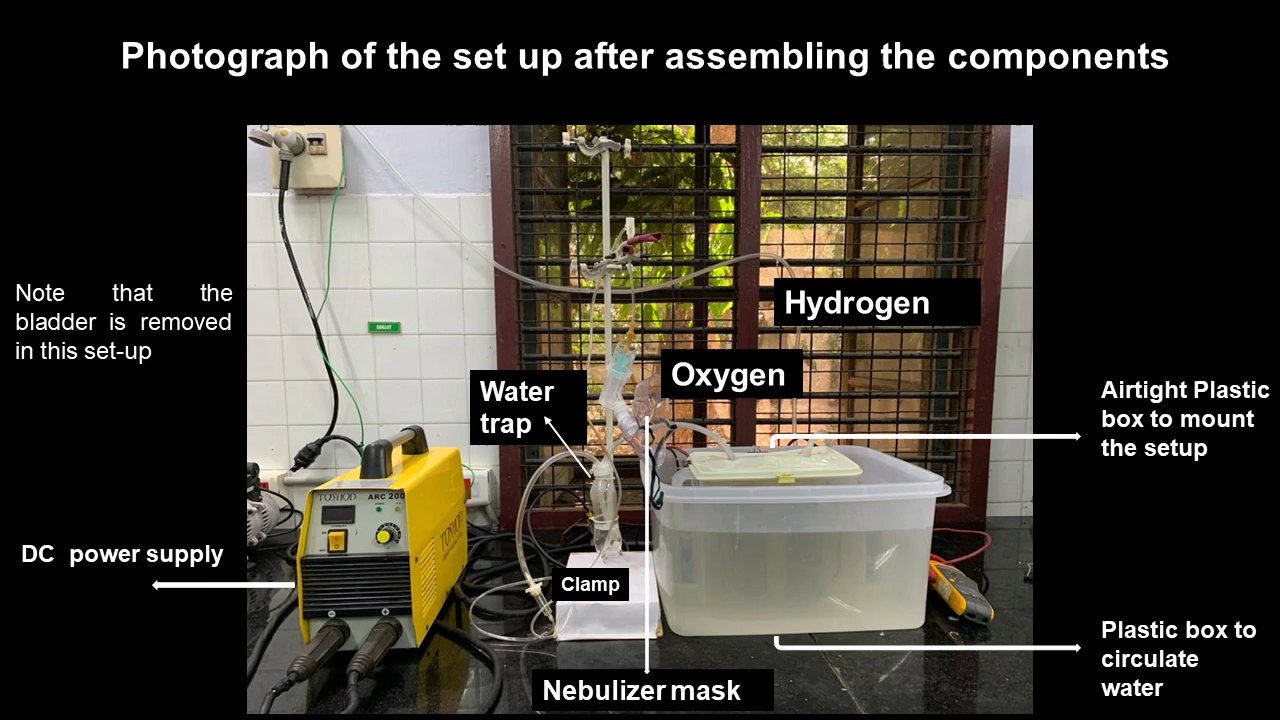 Photograph of the set up after assembling the components
Note that the
bladder is removed
in this set-up
Hydrogen
Oxygen
Water
trap
Airtight Plastic
box to mount
the setup
TOSHON
ARC 200
DC power supply
Clamp
Plastic box to
circulate
water
Nebulizer mask